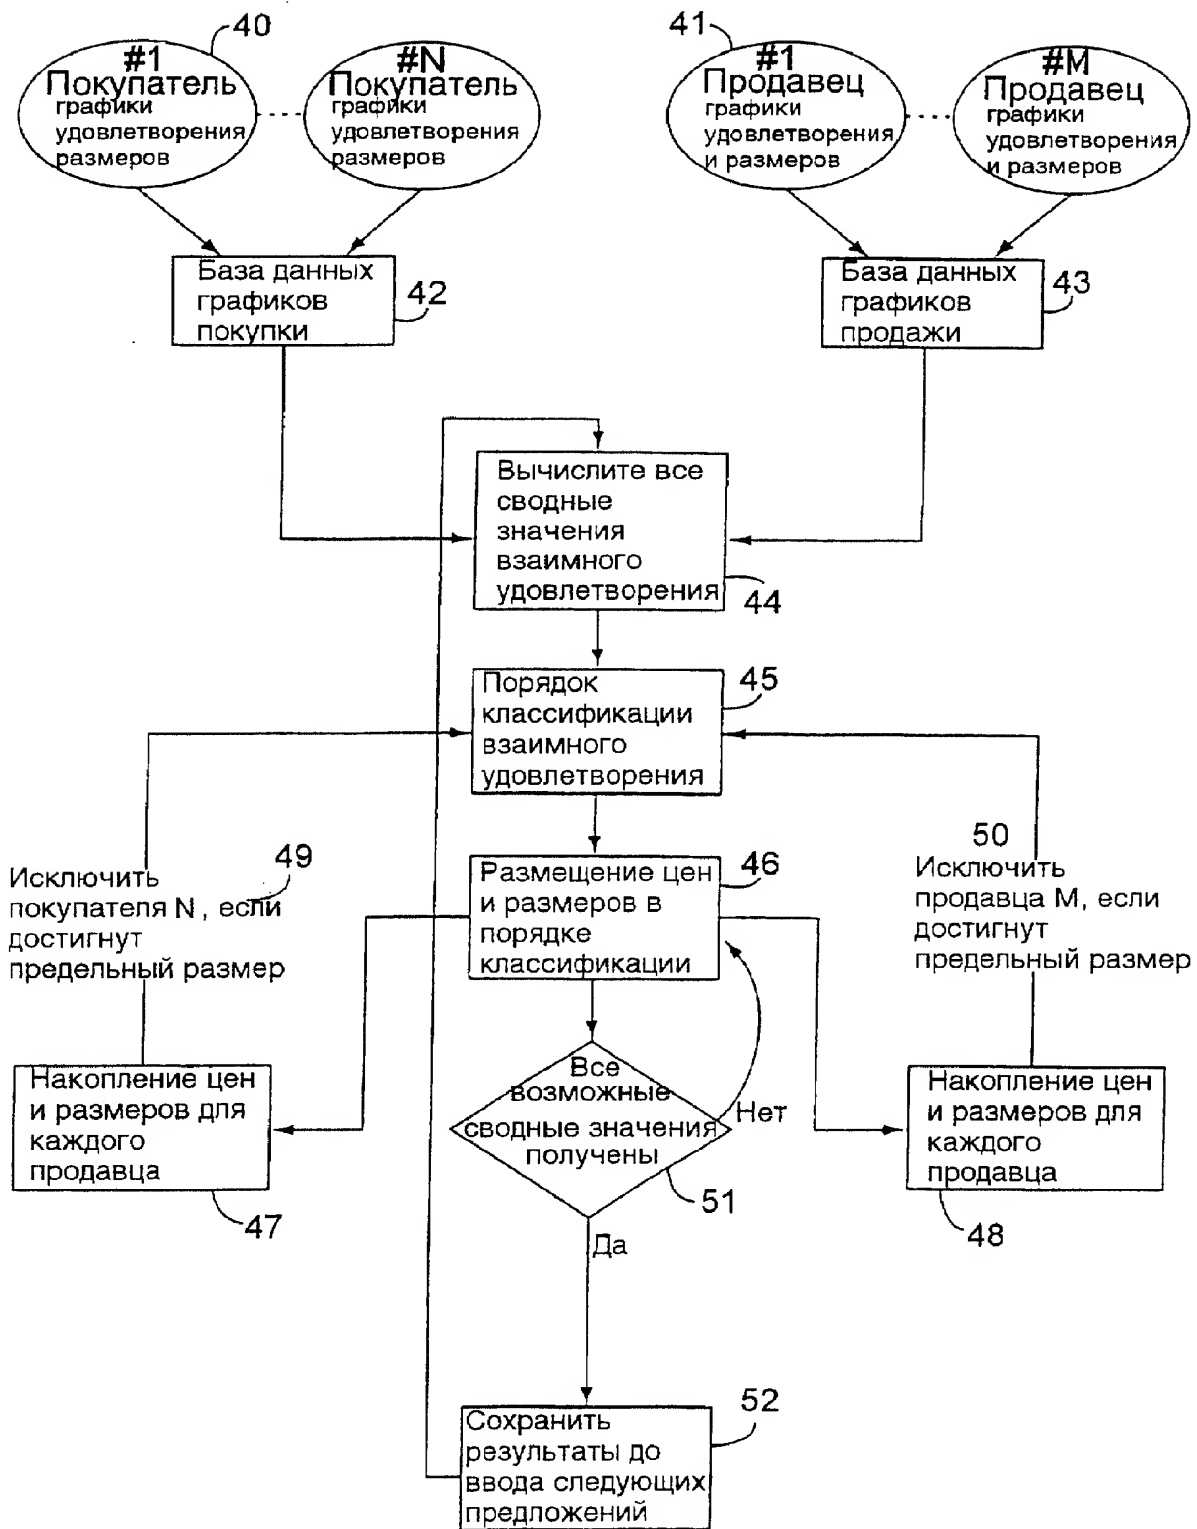 40
#1
Покупатель
графики
удовлетворения
размеров
#N
Покупатель
графики
удовлетворения
размеров
41
#1
Продавец
графики
удовлетворения
и размеров
#M
Продавец
графики
удовлетворения
и размеров
База данных
графиков
покупки
42
База данных
графиков
продажи
43
Вычислите все
сводные
значения
взаимного
удовлетворения
44
Порядок
классификации
взаимного
удовлетворения
45
Размещение цен
и размеров в
порядке
классификации
46
49
Исключить
покупателя N , если
достигнут
предельный размер
50
Исключить
продавца М, если
достигнут
предельный размер
Накопление цен
и размеров для
каждого
продавца
47
Накопление цен
и размеров для
каждого
продавца
48
Все
возможные
сводные значения
получены
51
Нет
Да
Сохранить
результаты до
ввода следующих
предложений
52